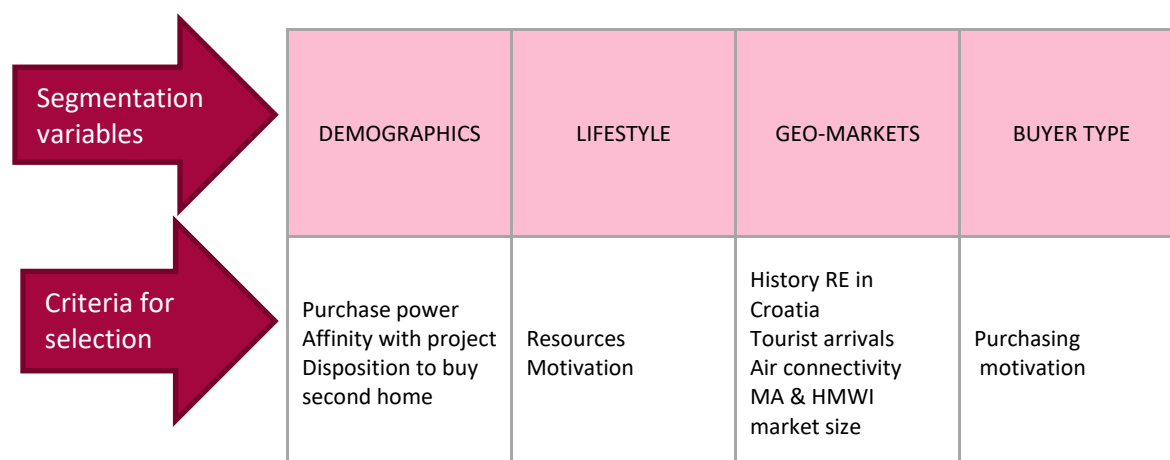 Segmentation
variables
DEMOGRAPHICS
LIFESTYLE
GEO-MARKETS
BUYER TYPE
Criteria for
selection
Purchase power
Affinity with project
Disposition to buy
second home
Resources
Motivation
History RE in
Croatia
Tourist arrivals
Air connectivity
MA & HMWI
market size
Purchasing
motivation